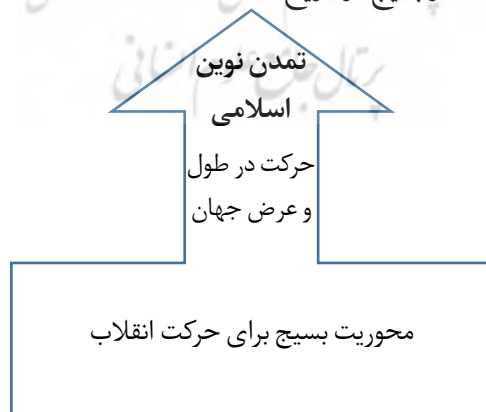 تمدن نوین
اسلامی
حرکت در طول
و عرض جهان
محوریت بسیج برای حرکت انقلاب